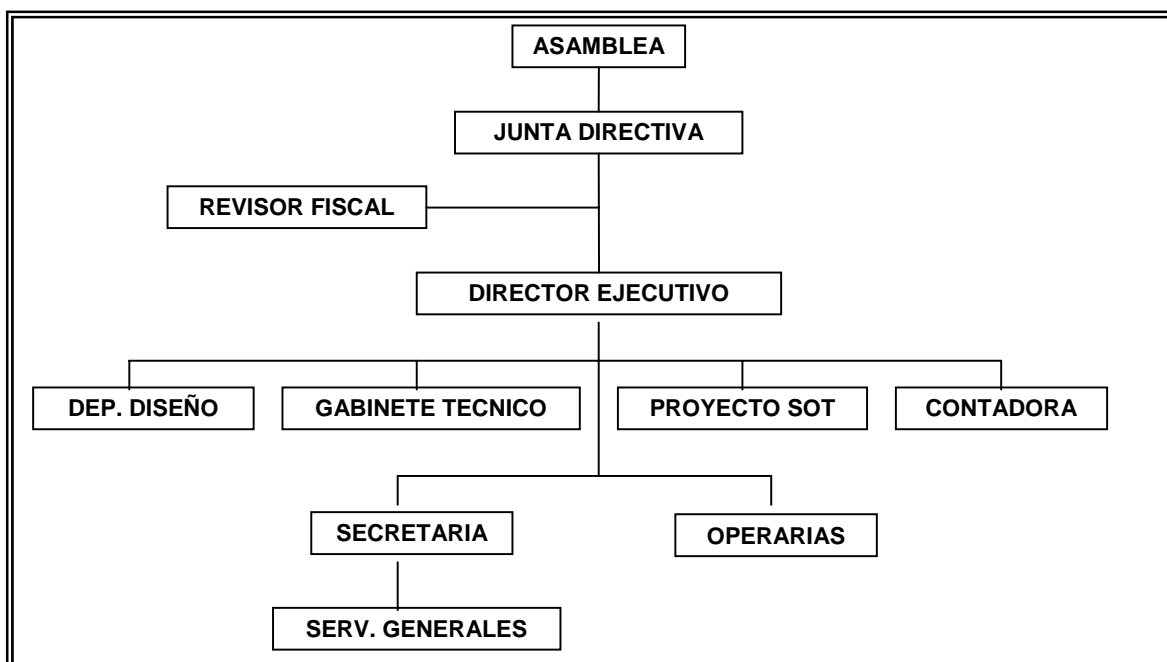 ASAMBLEA
JUNTA DIRECTIVA
REVISOR FISCAL
DIRECTOR EJECUTIVO
DEP. DISEÑO
GABINETE TECNICO
PROYECTO SOT
CONTADORA
SECRETARIA
OPERARIAS
SERV. GENERALES